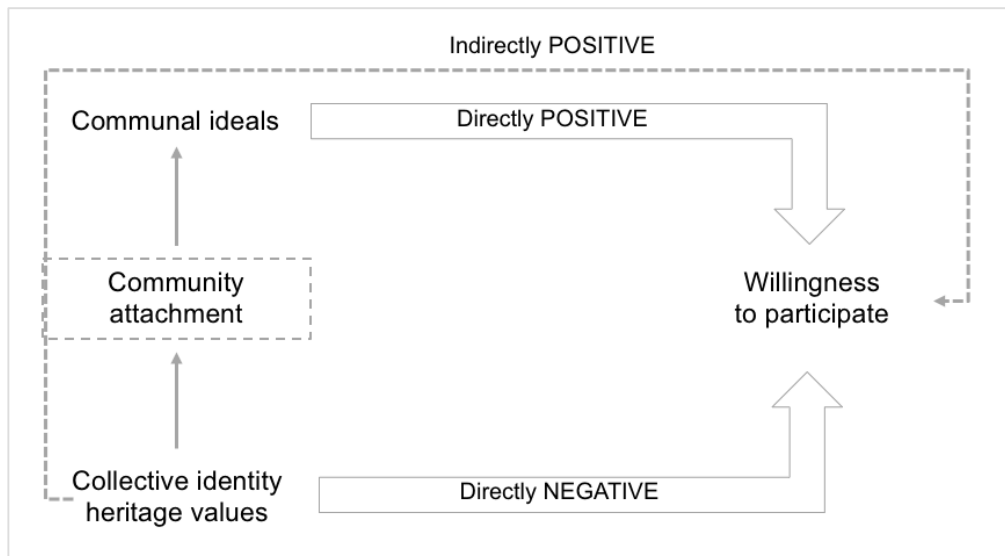 Indirectly POSITIVE
Communal ideals
Directly POSITIVE
Community
attachment
Willingness
to participate
Collective identity
heritage values
Directly NEGATIVE